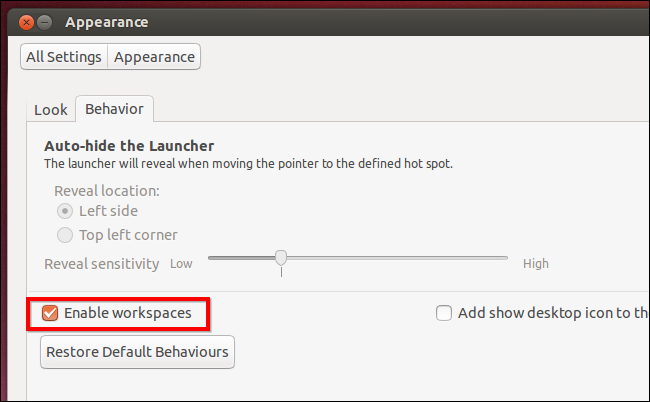 Appearance
All Settings Appearance
Look Behavior
Auto-hide the Launcher
The launcher will reveal when moving the pointer to the defined hot spot.
Reveal location:
Left side
Top left corner
Reveal sensitivity Low High
Enable workspaces Add show desktop icon to the
Restore Default Behaviours